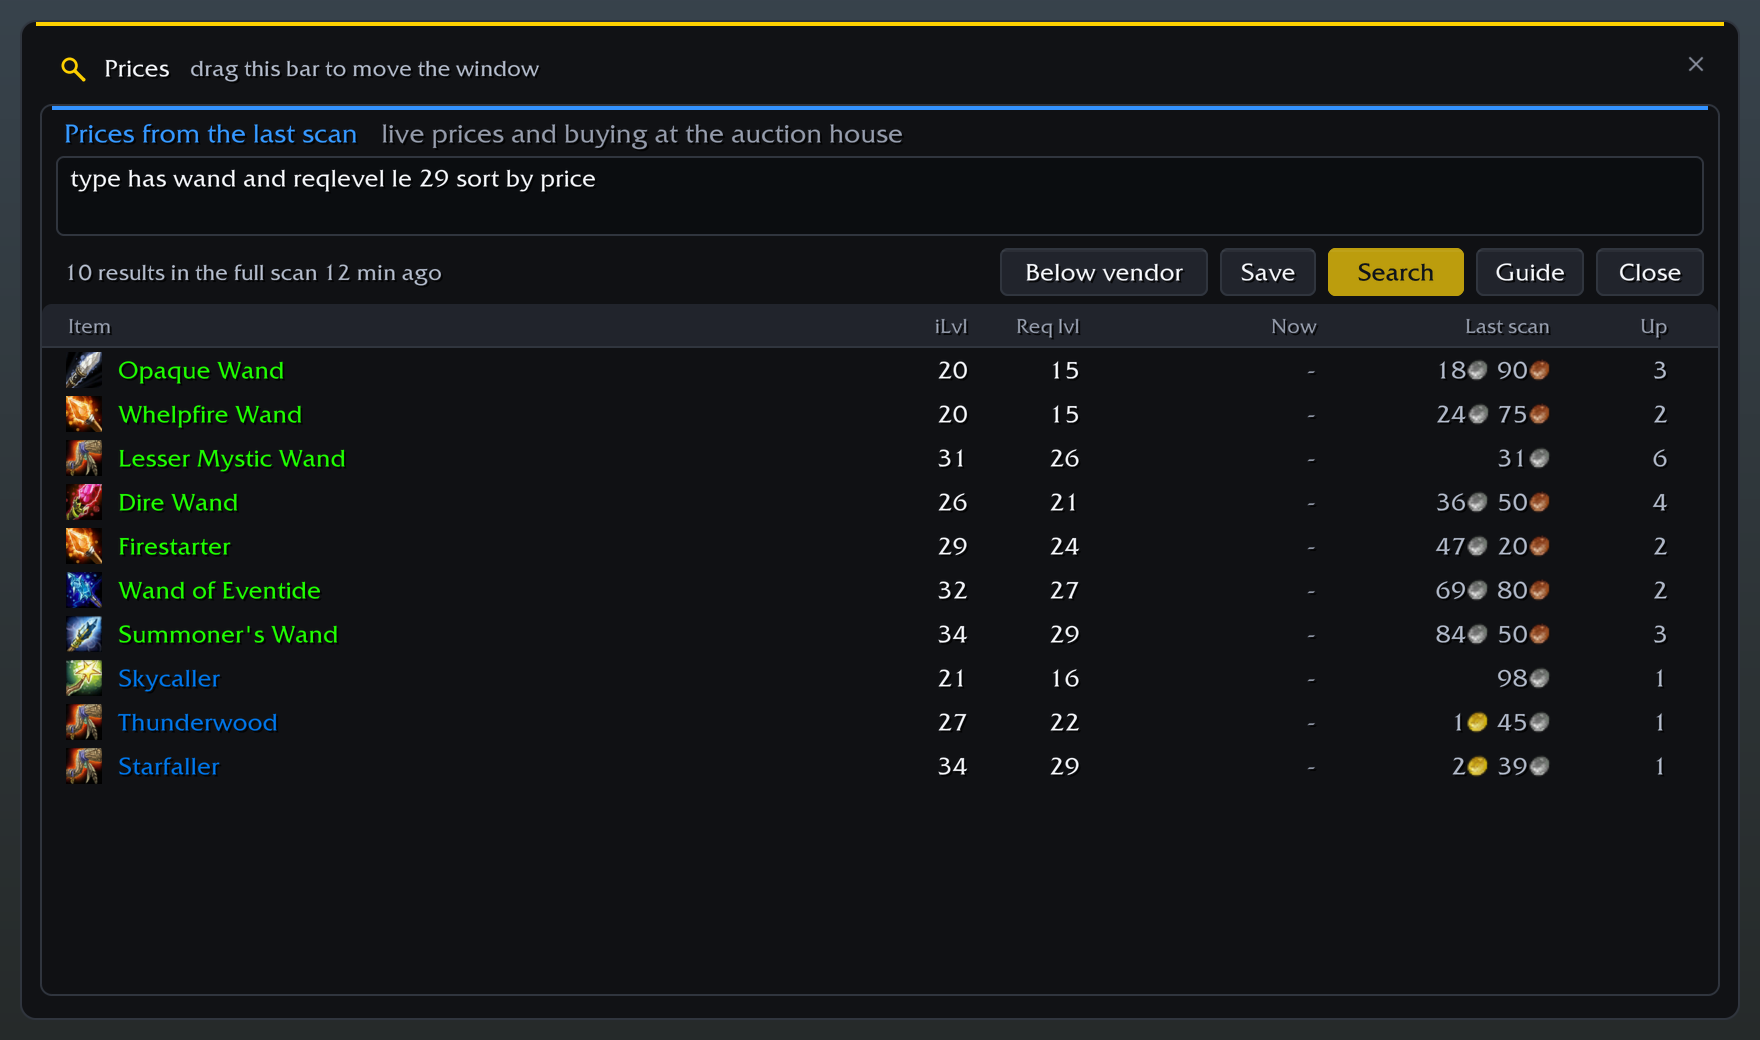 Prices drag this bar to move the window
Prices from the last scan live prices and buying at the auction house
type has wand and reqlevel le 29 sort by price
10 results in the full scan 12 min ago Below vendor Save Search Guide Close
Item iLvl Req lvl Now Last scan Up
Opaque Wand 20 15 - 18 90 3
Whelpfire Wand 20 15 - 24 75 2
Lesser Mystic Wand 31 26 - 31 6
Dire Wand 26 21 - 36 50 4
Firestarter 29 24 - 47 20 2
Wand of Eventide 32 27 - 69 80 2
Summoner's Wand 34 29 - 84 50 3
Skycaller 21 16 - 98 1
Thunderwood 27 22 - 1 45 1
Starfaller 34 29 - 2 39 1